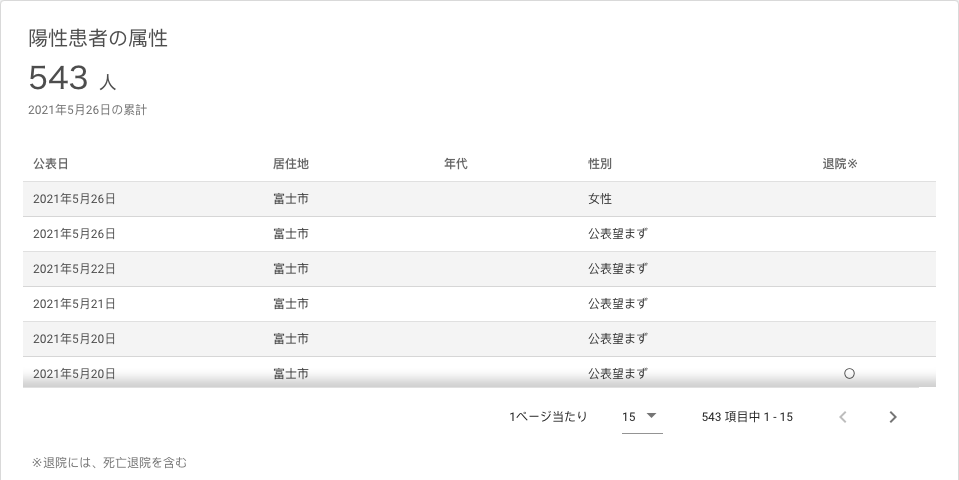 陽性患者の属性
543 人
2021年5月26日の累計
公表日 居住地 年代 性別 退院※
2021年5月26日 富士市 女性
2021年5月26日 富士市 公表望まず
2021年5月22日 富士市 公表望まず
2021年5月21日 富士市 公表望まず
2021年5月20日 富士市 公表望まず
2021年5月20日 富士市 公表望まず 〇
1ページ当たり 15 543 項目中 1 - 15
※退院には、死亡退院を含む